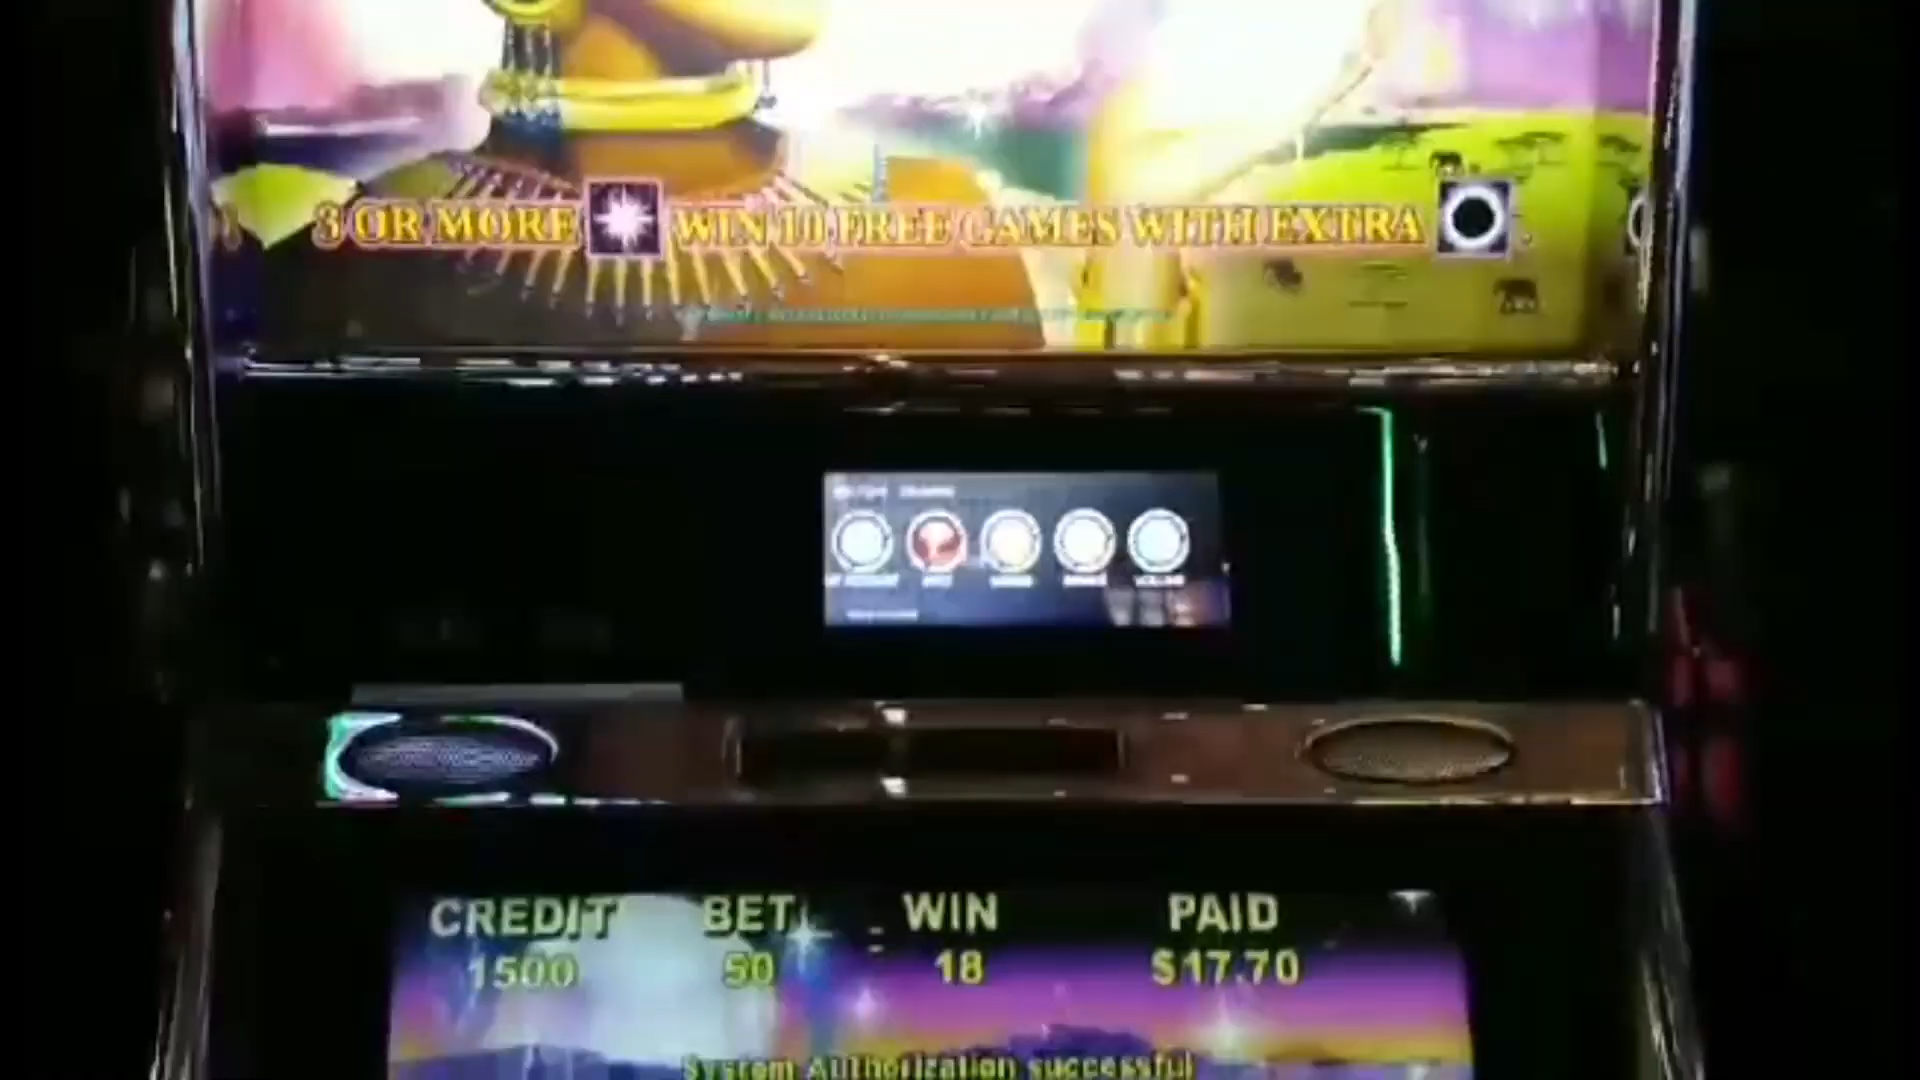 3 OR MORE WIN 10 FREE GAMES WITH EXTRA .
VOLUME
CREDIT BET WIN PAID
1500 50 18 $17.70
System Authorization successful